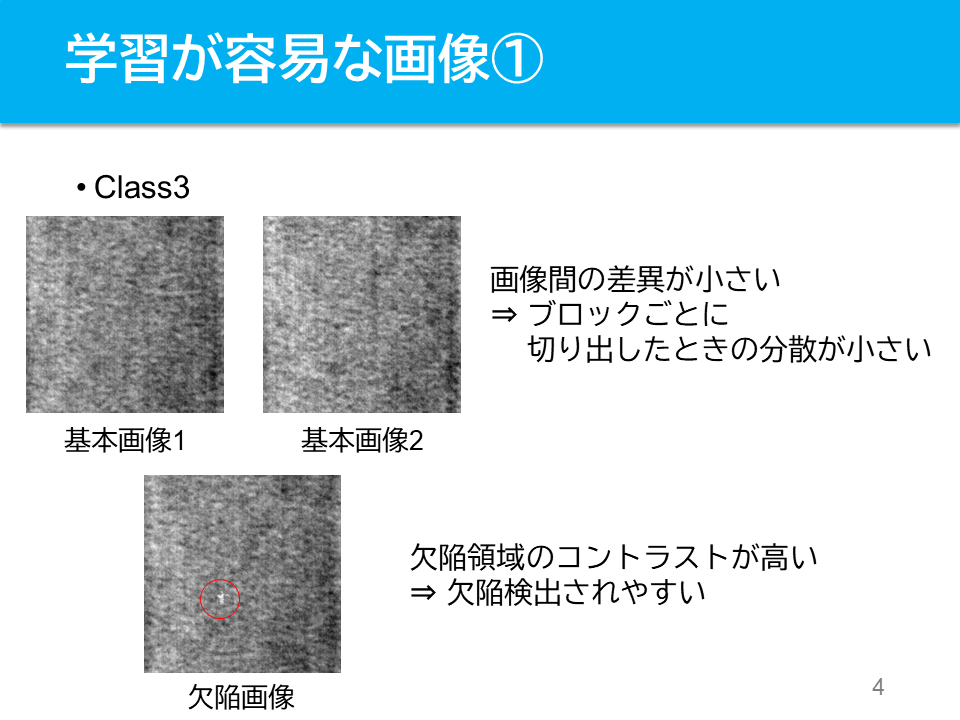 学習が容易な画像①
• Class3
画像間の差異が小さい
⇒ ブロックごとに
切り出したときの分散が小さい
基本画像1
基本画像2
欠陥領域のコントラストが高い
⇒ 欠陥検出されやすい
欠陥画像
4